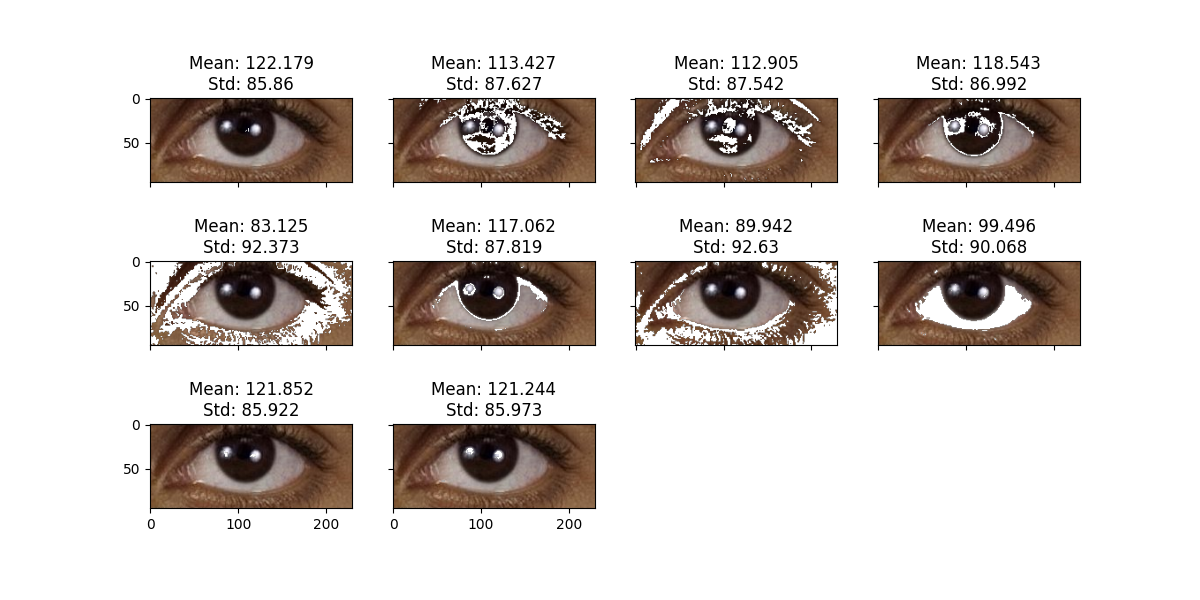 Mean: 122.179
Std: 85.86
Mean: 113.427
Std: 87.627
Mean: 112.905
Std: 87.542
Mean: 118.543
Std: 86.992
0
50
Mean: 83.125
Std: 92.373
Mean: 117.062
Std: 87.819
Mean: 89.942
Std: 92.63
Mean: 99.496
Std: 90.068
0
50
Mean: 121.852
Std: 85.922
Mean: 121.244
Std: 85.973
0
50
0 100 200
0 100 200